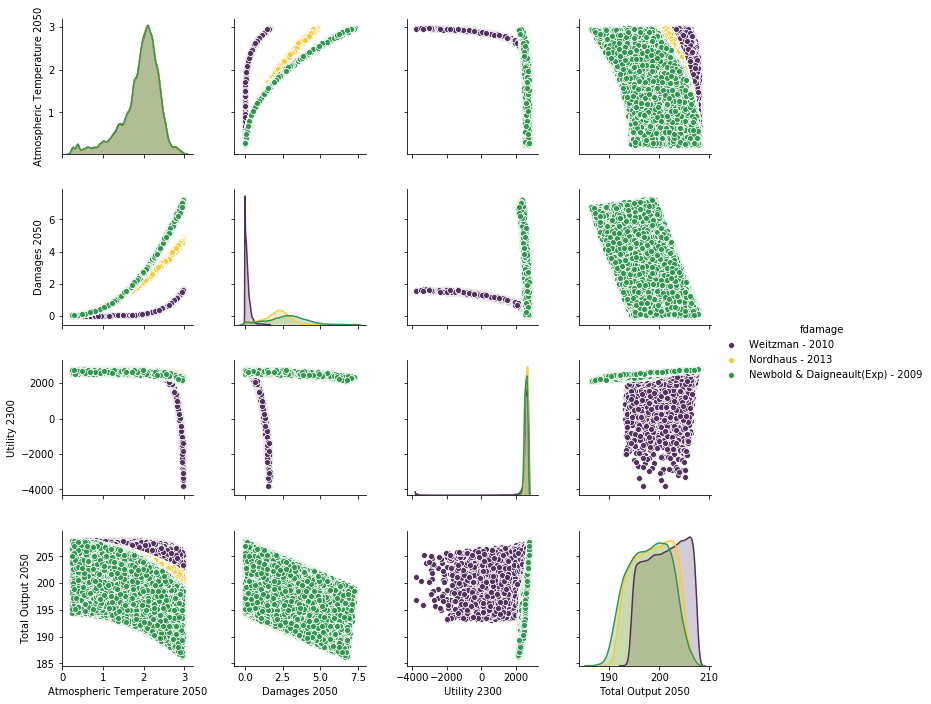 Atmospheric Temperature 2050
3
2
1
Damages 2050
6
4
2
0
Utility 2300
2000
0
−2000
−4000
Total Output 2050
205
200
195
190
185
0 1 2 3
Atmospheric Temperature 2050
0.0 2.5 5.0 7.5
Damages 2050
−4000 −2000 0 2000
Utility 2300
190 200 210
Total Output 2050
fdamage
Weitzman - 2010
Nordhaus - 2013
Newbold & Daigneault(Exp) - 2009